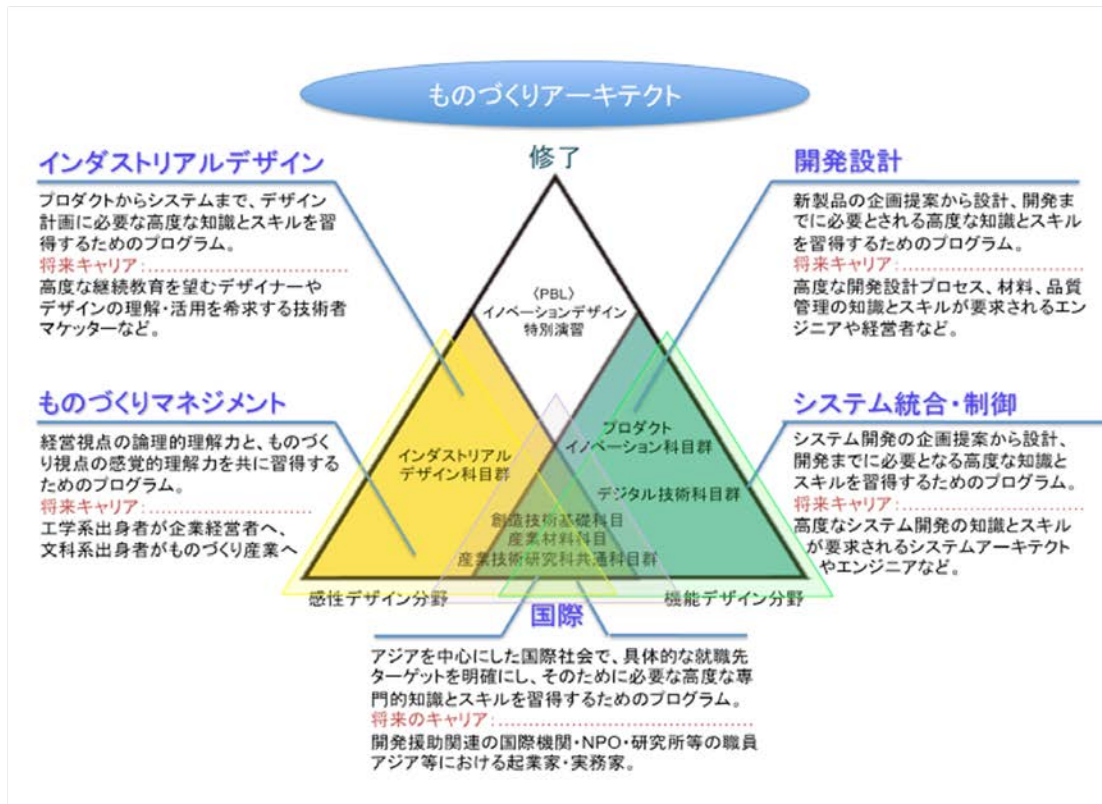 ものづくりアーキテクト
修了
インダストリアルデザイン
プロダクトからシステムまで、デザイン
計画に必要な高度な知識とスキルを習
得するためのプログラム。
将来キャリア:
高度な継続教育を望むデザイナーや
デザインの理解・活用を希求する技術者
マケッターなど。
ものづくりマネジメント
経営視点の論理的理解力と、ものづく
り視点の感覚的理解力を共に習得する
ためのプログラム。
将来キャリア:
工学系出身者が企業経営者へ、
文科系出身者がものづくり産業へ
〈PBL〉
イノベーションデザイン
特別演習
インダストリアル
デザイン科目群
プロダクト
イノベーション科目群
デジタル技術科目群
創造技術基礎科目
産業材料科目
産業技術研究科共通科目群
感性デザイン分野
機能デザイン分野
開発設計
新製品の企画提案から設計、開発ま
でに必要とされる高度な知識とスキル
を習得するためのプログラム。
将来キャリア:
高度な開発設計プロセス、材料、品質
管理の知識とスキルが要求されるエン
ジニアや経営者など。
システム統合・制御
システム開発の企画提案から設計、
開発までに必要となる高度な知識と
スキルを習得するためのプログラム。
将来キャリア:
高度なシステム開発の知識とスキル
が要求されるシステムアーキテクト
やエンジニアなど。
国際
アジアを中心にした国際社会で、具体的な就職先
ターゲットを明確にし、そのために必要な高度な専
門的知識とスキルを習得するためのプログラム。
将来のキャリア:
開発援助関連の国際機関・NPO・研究所等の職員
アジア等における起業家・実務家。